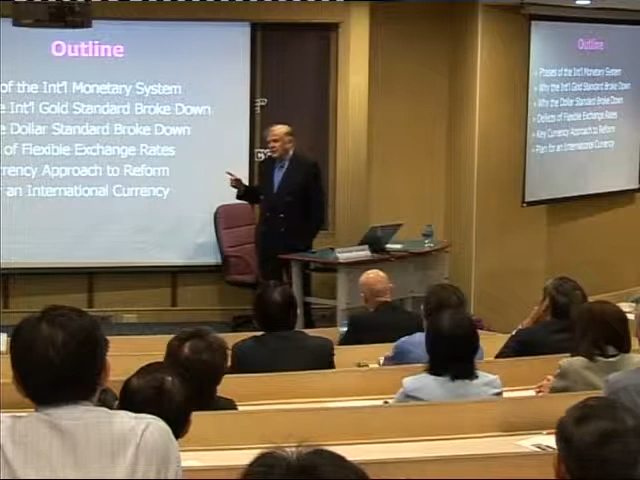 Outline
of the Int'l Monetary System
e Int'l Gold Standard Broke Down
e Dollar Standard Broke Down
of Flexible Exchange Rates
rrency Approach to Reform
an International Currency
Outline
Phases of the Int'l Monetary System
Why the Int'l Gold Standard Broke Down
Why the Dollar Standard Broke Down
Defects of Flexible Exchange Rates
Key Currency Approach to Reform
Plan for an International Currency